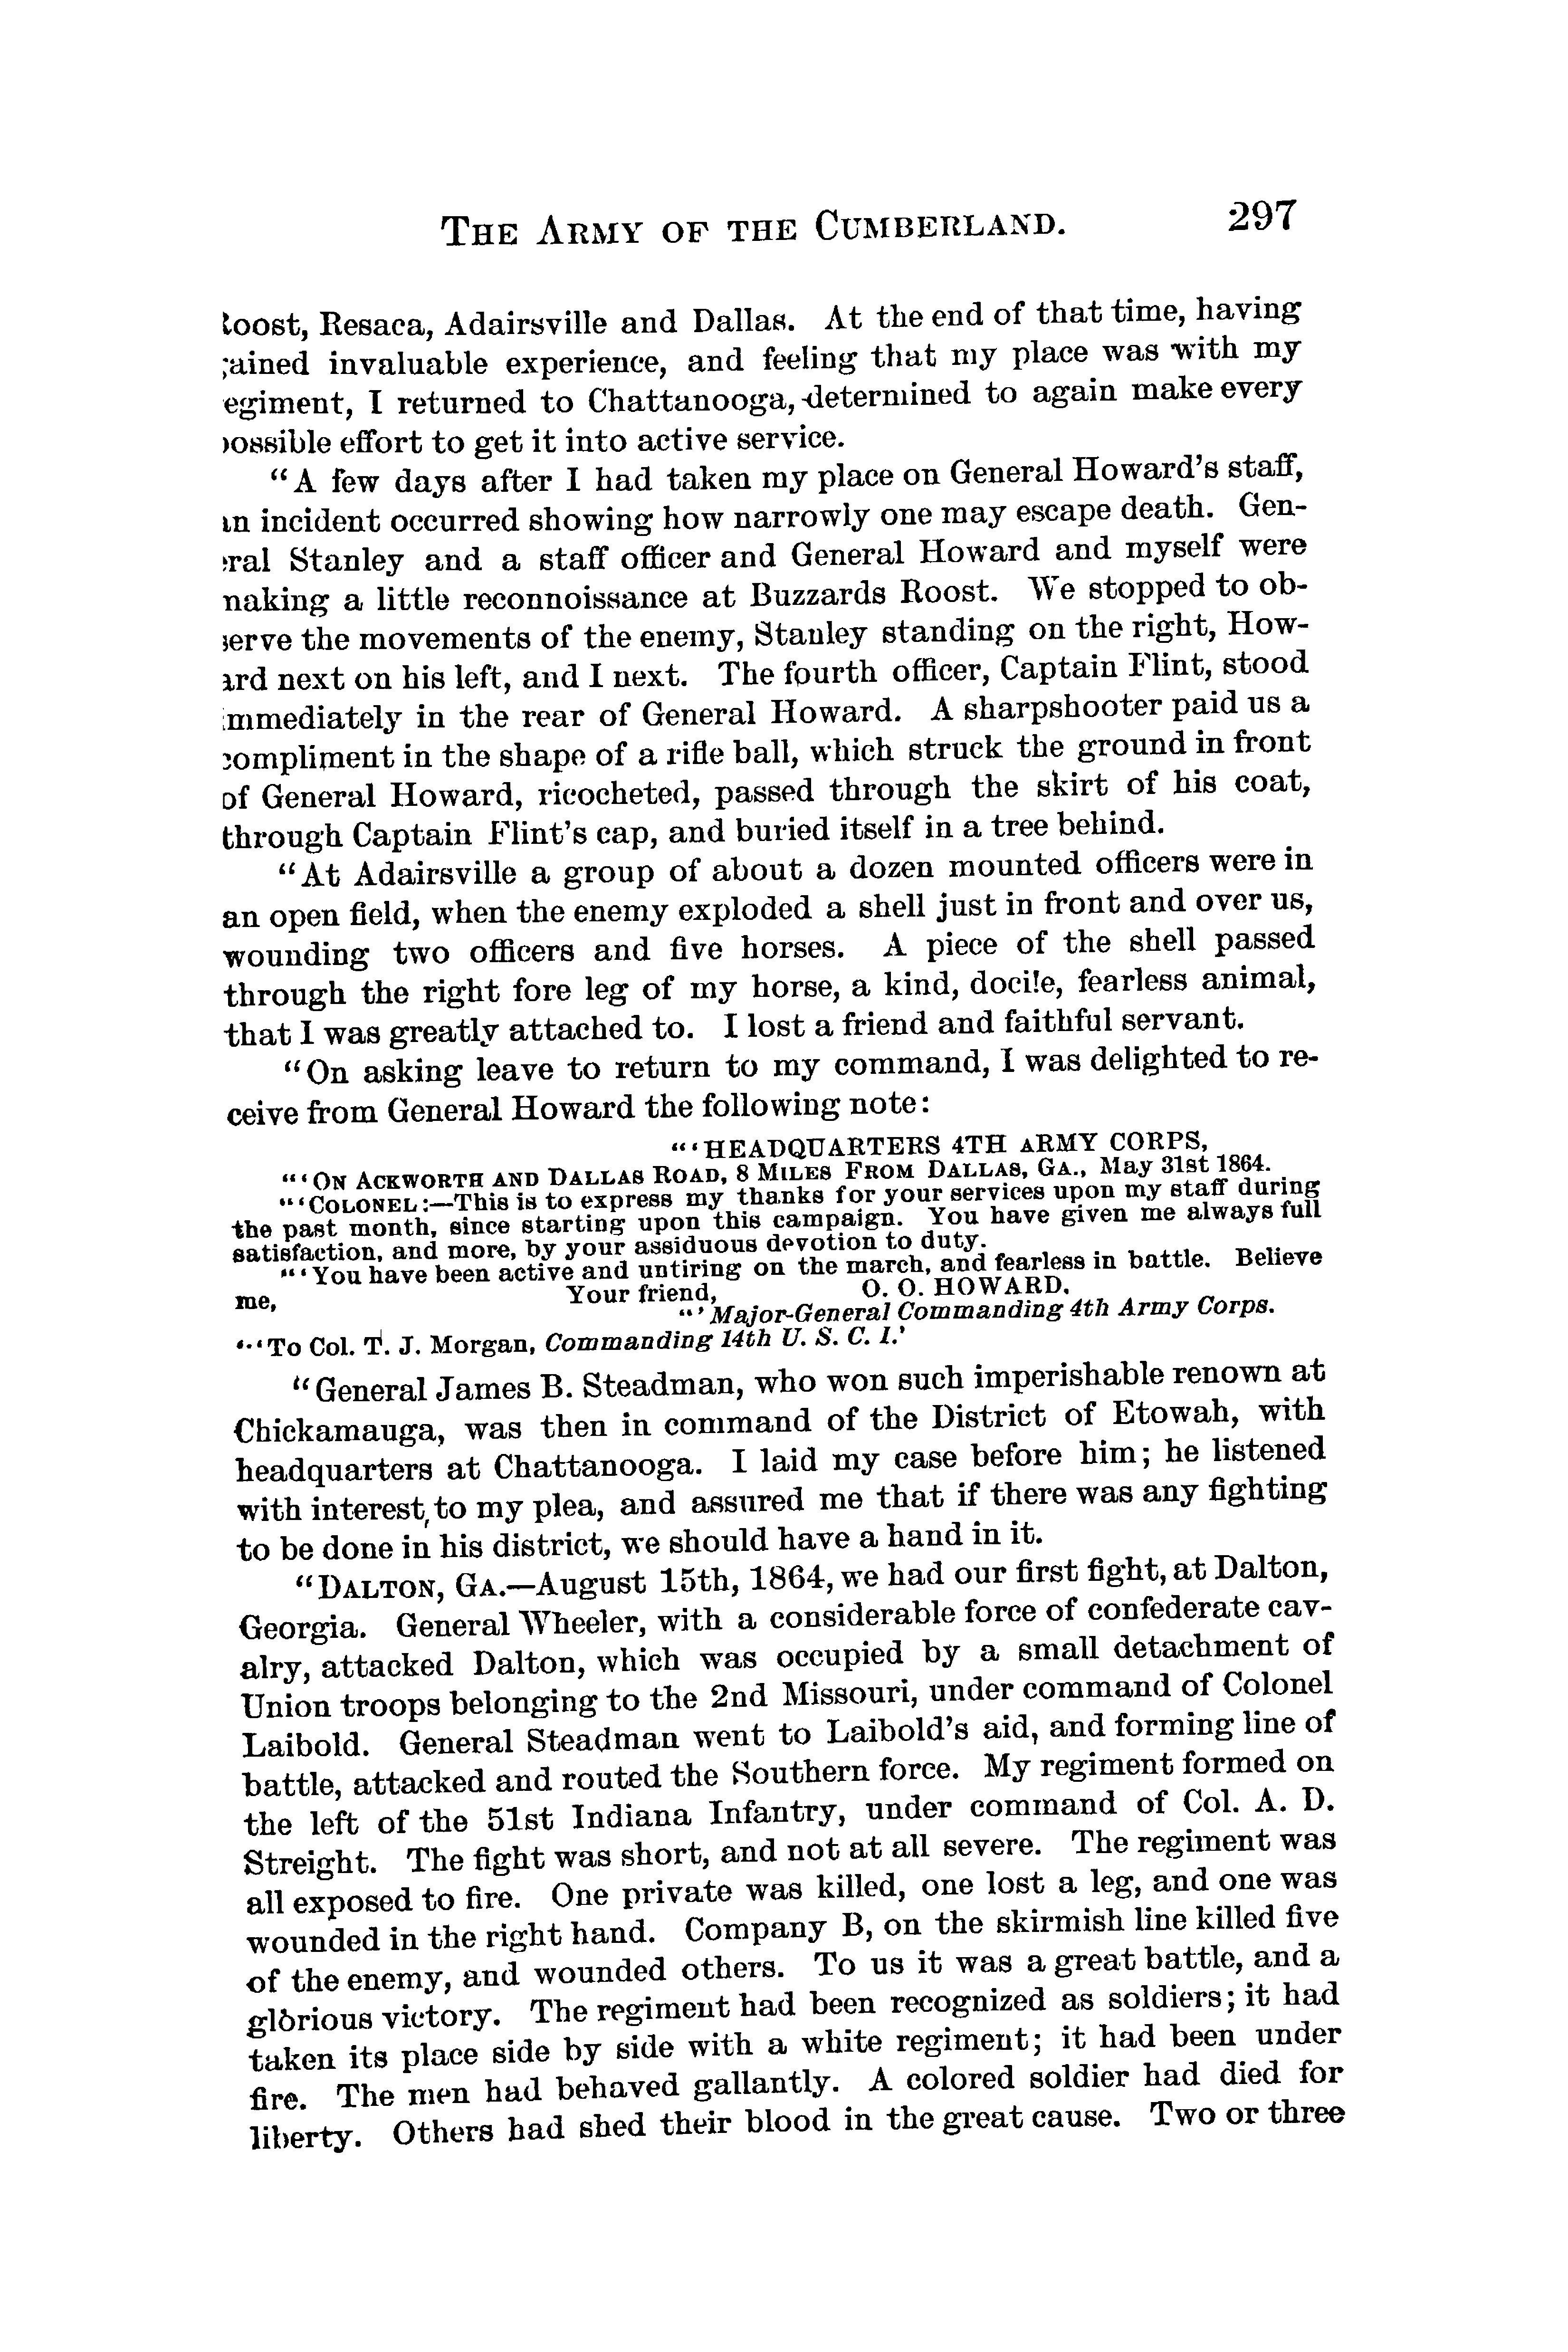 THE ARMY OF THE CUMBERLAND. 297
oost, Resaca, Adairsville and Dallas. At the end of that time, having
ained invaluable experience, and feeling that my place was with my
egiment, I returned to Chattanooga, determined to again make every
ossible effort to get it into active service.
"A few days after I had taken my place on General Howard's staff,
an incident occurred showing how narrowly one may escape death. Gen-
eral Stanley and a staff officer and General Howard and myself were
naking a little reconnoissance at Buzzards Roost. We stopped to ob-
serve the movements of the enemy, Stanley standing on the right, How-
ard next on his left, and I next. The fourth officer, Captain Flint, stood
immediately in the rear of General Howard. A sharpshooter paid us a
compliment in the shape of a rifle ball, which struck the ground in front
of General Howard, ricocheted, passed through the skirt of his coat,
through Captain Flint's cap, and buried itself in a tree behind.
"At Adairsville a group of about a dozen mounted officers were in
an open field, when the enemy exploded a shell just in front and over us,
wounding two officers and five horses. A piece of the shell passed
through the right fore leg of my horse, a kind, docile, fearless animal,
that I was greatly attached to. I lost a friend and faithful servant.
"On asking leave to return to my command, I was delighted to re-
ceive from General Howard the following note:
"'HEADQUARTERS 4TH ARMY CORPS,
"'ON ACKWORTH AND DALLAS ROAD, 8 MILES FROM DALLAS, GA., May 31st 1864.
"'COLONEL:—This is to express my thanks for your services upon my staff during
the past month, since starting upon this campaign. You have given me always full
satisfaction, and more, by your assiduous devotion to duty.
"'You have been active and untiring on the march, and fearless in battle. Believe
me, Your friend, O. O. HOWARD.
"'Major-General Commanding 4th Army Corps.
"'To Col. T. J. Morgan, Commanding 14th U. S. C. I.'
"General James B. Steadman, who won such imperishable renown at
Chickamauga, was then in command of the District of Etowah, with
headquarters at Chattanooga. I laid my case before him; he listened
with interest to my plea, and assured me that if there was any fighting
to be done in his district, we should have a hand in it.
"DALTON, GA.—August 15th, 1864, we had our first fight, at Dalton,
Georgia. General Wheeler, with a considerable force of confederate cav-
alry, attacked Dalton, which was occupied by a small detachment of
Union troops belonging to the 2nd Missouri, under command of Colonel
Laibold. General Steadman went to Laibold's aid, and forming line of
battle, attacked and routed the Southern force. My regiment formed on
the left of the 51st Indiana Infantry, under command of Col. A. D.
Streight. The fight was short, and not at all severe. The regiment was
all exposed to fire. One private was killed, one lost a leg, and one was
wounded in the right hand. Company B, on the skirmish line killed five
of the enemy, and wounded others. To us it was a great battle, and a
glorious victory. The regiment had been recognized as soldiers; it had
taken its place side by side with a white regiment; it had been under
fire. The men had behaved gallantly. A colored soldier had died for
liberty. Others had shed their blood in the great cause. Two or three